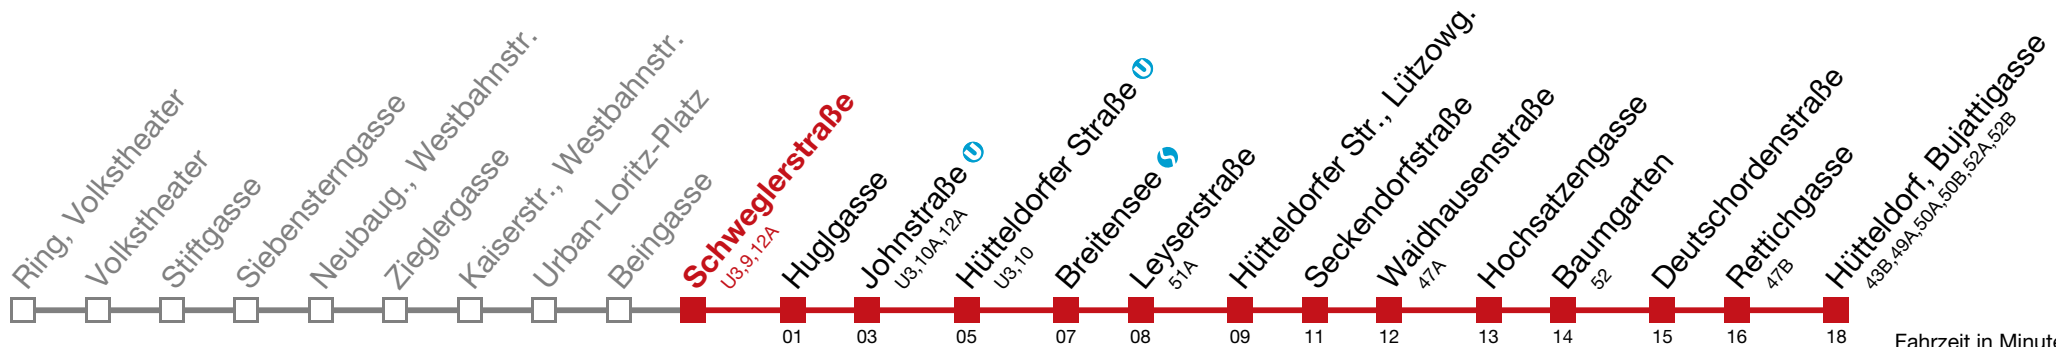 Ring, Volkstheater
Volkstheater
Stiftgasse
Siebensterngasse
Neubaug., Westbahnstr.
Zieglergasse
Kaiserstr., Westbahnstr.
Urban-Loritz-Platz
Beingasse
Schweglerstraße
U3,9,12A
Huglgasse
Johnstraße U
U3,10A,12A
Hütteldorfer Straße U
U3,10
Breitensee S
Leyserstraße
51A
Hütteldorfer Str., Lützowg.
Seckendorfstraße
Waidhausenstraße
47A
Hochsatzengasse
Baumgarten
52
Deutschordenstraße
Rettichgasse
47B
Hütteldorf, Bujattigasse
43B,49A,50A,50B,52A,52B
01 03 05 07 08 09 11 12 13 14 15 16 18
Fahrzeit in Minute